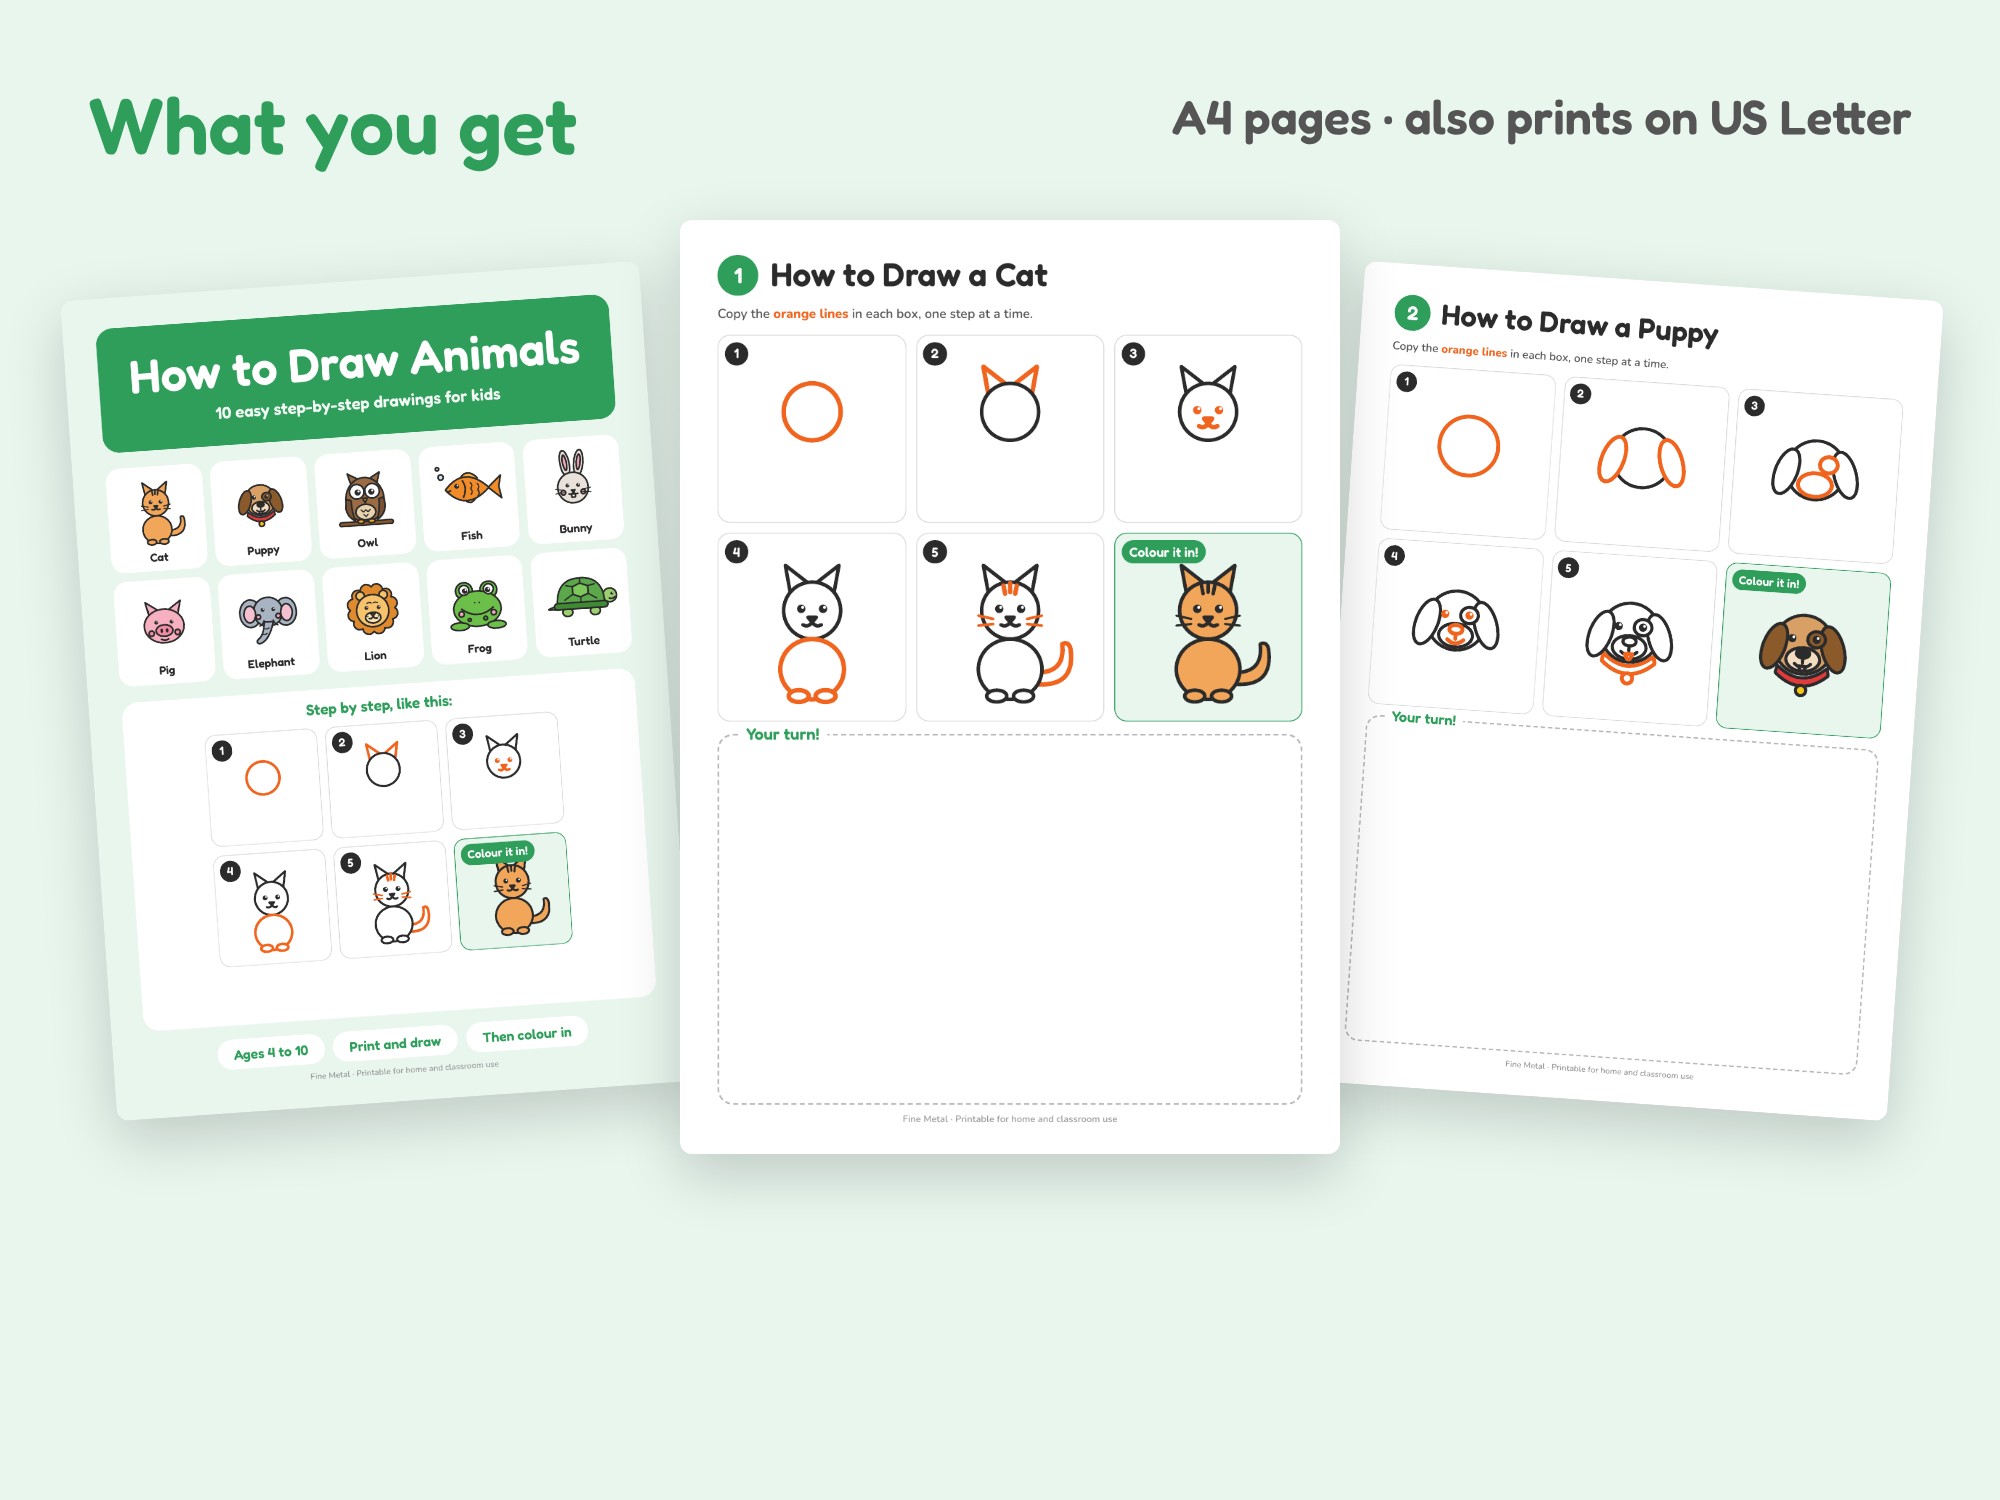 What you get
A4 pages · also prints on US Letter
How to Draw Animals
10 easy step-by-step drawings for kids
Cat
Puppy
Owl
Fish
Bunny
Pig
Elephant
Lion
Frog
Turtle
Step by step, like this:
1
2
3
4
5
Colour it in!
Ages 4 to 10
Print and draw
Then colour in
Fine Metal · Printable for home and classroom use
1 How to Draw a Cat
Copy the orange lines in each box, one step at a time.
1
2
3
4
5
Colour it in!
Your turn!
Fine Metal · Printable for home and classroom use
2 How to Draw a Puppy
Copy the orange lines in each box, one step at a time.
1
2
3
4
5
Colour it in!
Your turn!
Fine Metal · Printable for home and classroom use